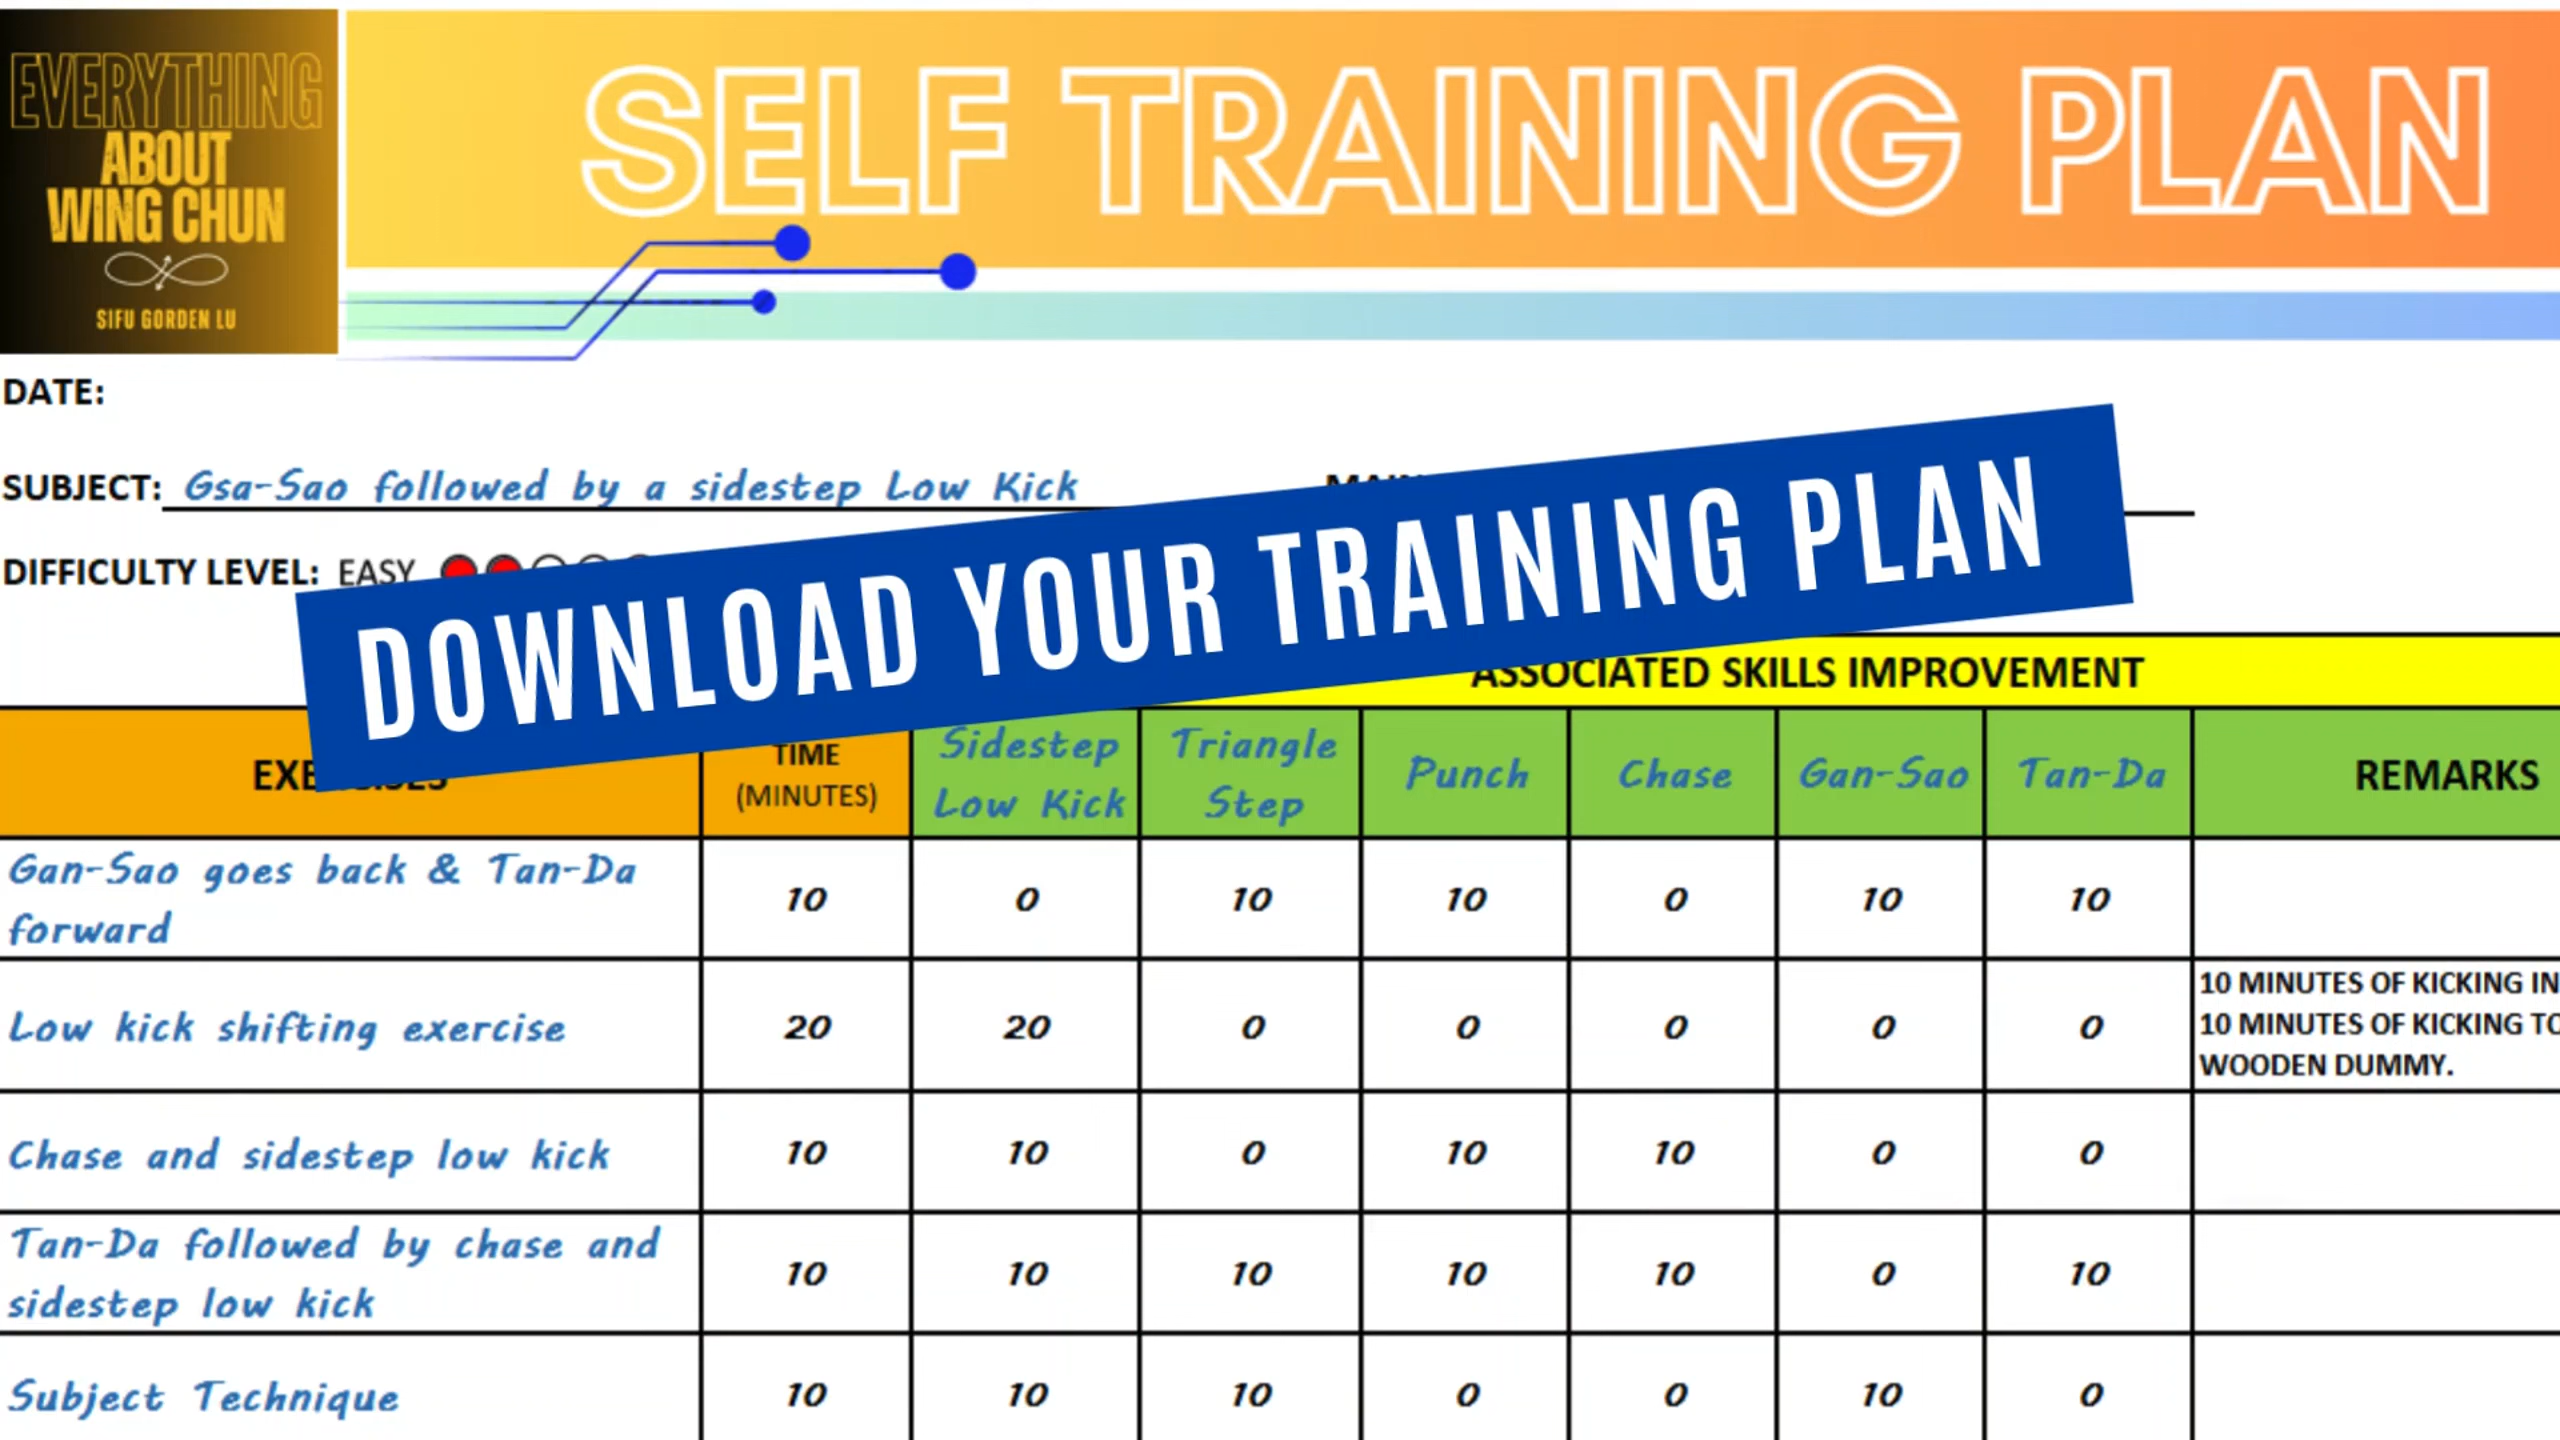 EVERYTHING
ABOUT
WING CHUN
SIFU GORDEN LU
SELF TRAINING PLAN
DATE:
SUBJECT: Gsa-Sao followed by a sidestep Low Kick
DIFFICULTY LEVEL: EASY
DOWNLOAD YOUR TRAINING PLAN
ASSOCIATED SKILLS IMPROVEMENT
EXERCISES TIME (MINUTES) Sidestep Low Kick Triangle Step Punch Chase Gan-Sao Tan-Da REMARKS
Gan-Sao goes back & Tan-Da forward 10 0 10 10 0 10 10
Low kick shifting exercise 20 20 0 0 0 0 0
10 MINUTES OF KICKING IN
10 MINUTES OF KICKING TO
WOODEN DUMMY.
Chase and sidestep low kick 10 10 0 10 10 0 0
Tan-Da followed by chase and sidestep low kick 10 10 10 10 10 0 10
Subject Technique 10 10 10 0 0 10 0